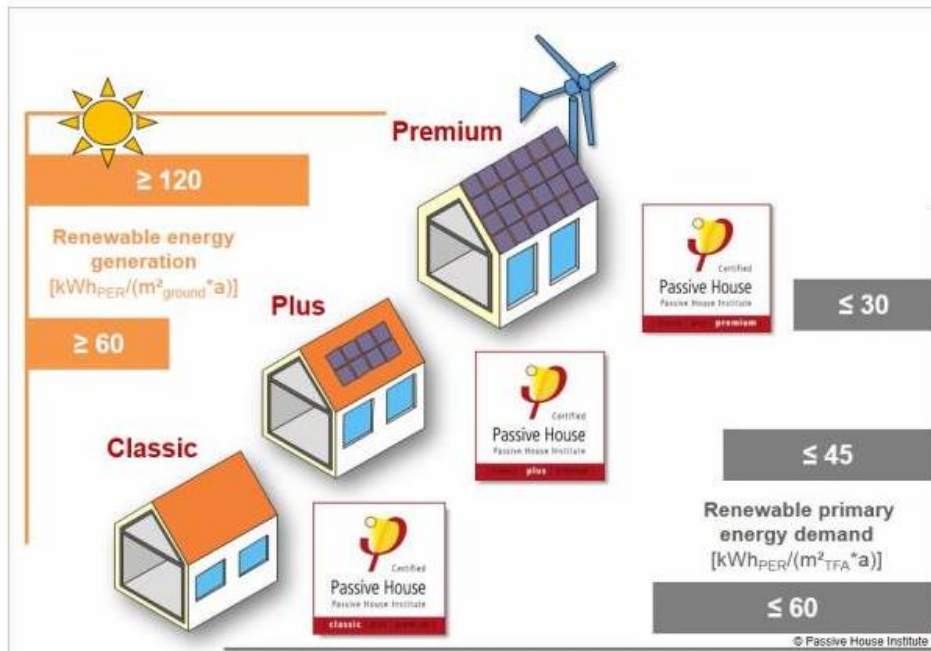 Premium
≥ 120
Renewable energy
generation
[kWhPER/(m²ground*a)]
Certified
Passive House
Passive House Institute
premium
≤ 30
Plus
≥ 60
Certified
Passive House
Passive House Institute
plus
Classic
≤ 45
Renewable primary
energy demand
[kWhPER/(m²TFA*a)]
Certified
Passive House
Passive House Institute
classic
≤ 60
© Passive House Institute